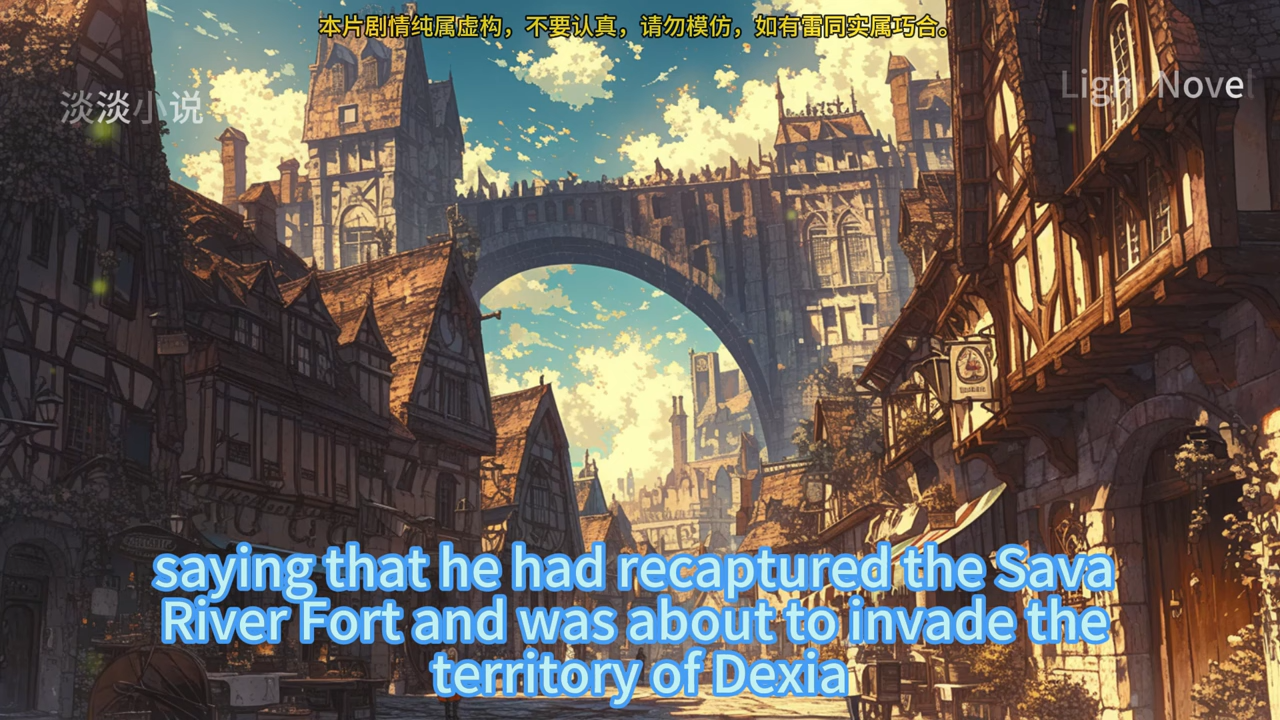 本片剧情纯属虚构，不要认真，请勿模仿，如有雷同实属巧合。
淡淡小说
Light Novel
saying that he had recaptured the Sava
River Fort and was about to invade the
territory of Dexia